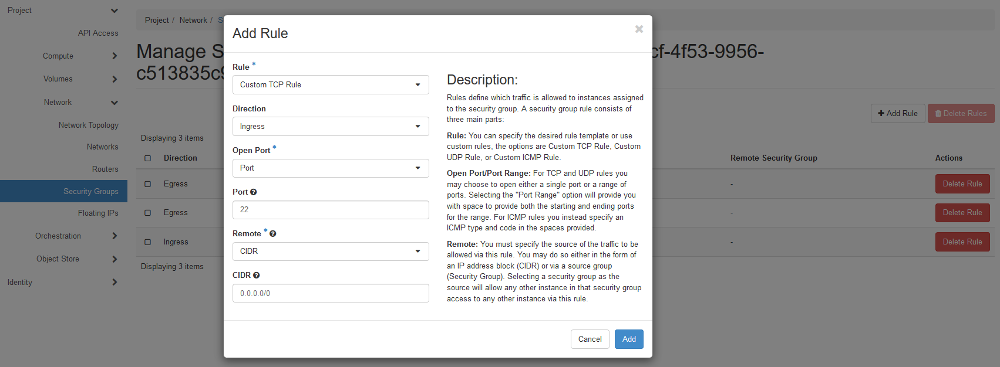 Project
API Access
Compute
Volumes
Network
Network Topology
Networks
Routers
Security Groups
Floating IPs
Orchestration
Object Store
Identity
Project / Network / S
Manage S
cf-4f53-9956-
c513835c9
Add Rule
Delete Rules
Displaying 3 items
Direction
Remote Security Group
Actions
Egress
-
Delete Rule
Egress
-
Delete Rule
Ingress
-
Delete Rule
Displaying 3 items
Add Rule
×
Rule *
Custom TCP Rule
Direction
Ingress
Open Port *
Port
Port
22
Remote *
CIDR
CIDR
0.0.0.0/0
Description:
Rules define which traffic is allowed to instances assigned
to the security group. A security group rule consists of
three main parts:
Rule: You can specify the desired rule template or use
custom rules, the options are Custom TCP Rule, Custom
UDP Rule, or Custom ICMP Rule.
Open Port/Port Range: For TCP and UDP rules you
may choose to open either a single port or a range of
ports. Selecting the "Port Range" option will provide you
with space to provide both the starting and ending ports
for the range. For ICMP rules you instead specify an
ICMP type and code in the spaces provided.
Remote: You must specify the source of the traffic to be
allowed via this rule. You may do so either in the form of
an IP address block (CIDR) or via a source group
(Security Group). Selecting a security group as the
source will allow any other instance in that security group
access to any other instance via this rule.
Cancel
Add